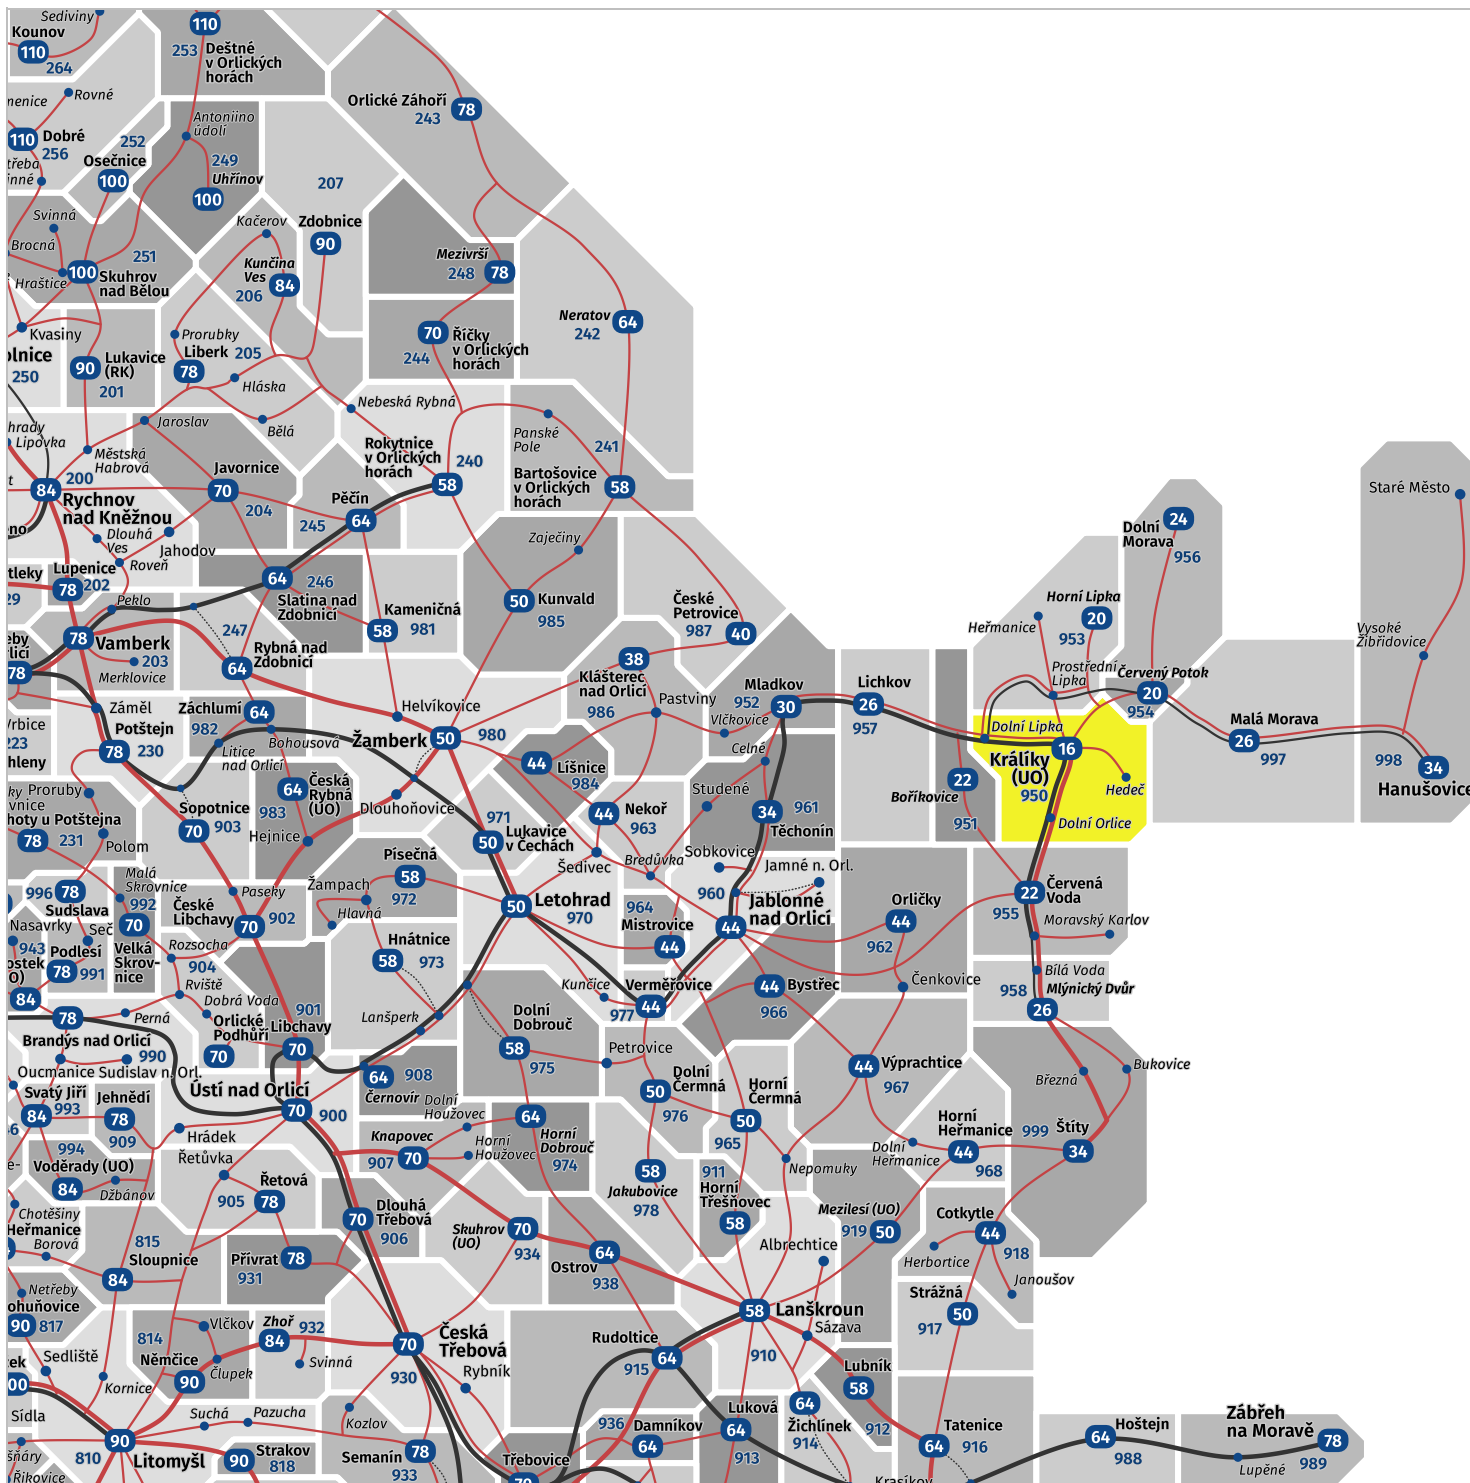 Sediviny
Kounov
110
264
110
253
Deštné
v Orlických
horách
Rovné
Orlické Záhoří
78
243
menice
110
Dobré
256
252
Osečnice
100
Antoniino
údolí
249
Uhřínov
100
207
Svinná
Brocná
251
Hraštice
100
Skuhrov
nad Bělou
Kačerov
Zdobnice
90
Kunčina
Ves
84
206
Mezivrší
248
78
Neratov
64
242
Kvasiny
olnice
250
90
Lukavice
(RK)
201
Prorubky
Liberk
205
78
Hláska
70
Říčky
v Orlických
horách
244
Nebeská Rybná
Jaroslav
Bělá
Panské
Pole
241
hrady
Lipovka
Městská
Habrová
Rokytnice
v Orlických
horách
240
58
Bartošovice
v Orlických
horách
58
200
84
Rychnov
nad Kněžnou
Javornice
70
204
Pěčín
245
64
Dlouhá
Ves
Jahodov
Roveň
Zaječiny
Staré Město
Dolní
Morava
24
956
tleky
29
Lupenice
78
202
Peklo
64
246
Slatina nad
Zdobnicí
Kameničná
58
981
50
Kunvald
985
České
Petrovice
987
40
Heřmanice
Horní Lipka
20
953
Vysoké
Žibřidovice
78
Vamberk
203
Merklovice
78
247
Rybná nad
Zdobnicí
64
38
Klášterec
nad Orlicí
986
Pastviny
Mladkov
952
30
Vlčkovice
Lichkov
26
957
Prostřední
Lipka
Červený Potok
20
954
Malá Morava
26
997
998
34
Hanušovice
Záměl
Potštejn
78
230
Záchlumí
64
982
Litice
nad Orlicí
Bohousová
Helvíkovice
Žamberk
50
980
Celné
Dolní Lipka
16
Králíky
(UO)
950
Hedeč
Dolní Orlice
Vrbice
223
hleny
Proruby
hoty u Potštejna
78
231
Polom
Sopotnice
70
903
64
Česká
Rybná
(UO)
983
Hejnice
Dlouhoňovice
44
Líšnice
984
971
50
Lukavice
v Čechách
44
Nekoř
963
Šedivec
Bredůvka
Studené
34
961
Těchonín
Sobkovice
Boříkovice
22
951
996
78
Sudslava
Malá
Skrovnice
992
70
Velká
Skrov-
nice
Paseky
České
Libchavy
70
902
Písečná
58
972
Žampach
Hlavná
50
Letohrad
970
964
Mistrovice
44
960
Jamné n. Orl.
Jablonné
nad Orlicí
44
Orličky
44
962
22
Červená
Voda
955
Moravský Karlov
Nasavrky
943
Seč
Podlesí
78
991
84
Rozsocha
904
Rviště
Dobrá Voda
Hnátnice
58
973
Kunčice
977
Verměřovice
44
44
Bystřec
966
Čenkovice
Bílá Voda
958
Mlýnický Dvůr
26
78
Perná
Brandýs nad Orlicí
990
Orlické
Podhůří
70
901
Libchavy
70
Lanšperk
Dolní
Dobrouč
58
975
Petrovice
44
Výprachtice
967
Březná
Bukovice
Oucmanice
Sudislav n. Orl.
Svatý Jiří
993
84
Jehnědí
78
909
Ústí nad Orlicí
70
900
64
908
Černovír
Dolní
Houžovec
50
Dolní
Čermná
976
Horní
Čermná
50
965
994
Voděrady (UO)
84
Džbánov
Hrádek
Řetůvka
Řetová
78
905
Knapovec
907
70
Horní
Houžovec
64
Horní
Dobrouč
974
58
Jakubovice
978
911
Horní
Třešňovec
58
Nepomuky
Dolní
Heřmanice
Horní
Heřmanice
44
968
999
Štíty
34
Chotěšiny
Heřmanice
Borová
815
Sloupnice
84
Přívrat
78
931
70
Dlouhá
Třebová
906
Skuhrov
(UO)
70
934
64
Ostrov
938
Mezilesí (UO)
919
50
Albrechtice
Cotkytle
44
918
Herbortice
Janoušov
Netřeby
ohuňovice
90
817
Sedliště
Kornice
Vlčkov
814
Němčice
90
Člupek
Zhoř
84
932
Svinná
70
Česká
Třebová
930
Rybník
Rudoltice
915
64
58
Lanškroun
Sázava
910
Strážná
50
917
Lubník
58
912
Sídla
810
90
Litomyšl
Suchá
Pazucha
90
Strakov
818
Kozlov
Semanín
78
933
Třebovice
936
Damníkov
64
Luková
64
913
64
Žichlínek
914
Tatenice
64
916
Krasíkov
64
Hoštejn
988
Zábřeh
na Moravě
78
Lupěné
989
Řikovice